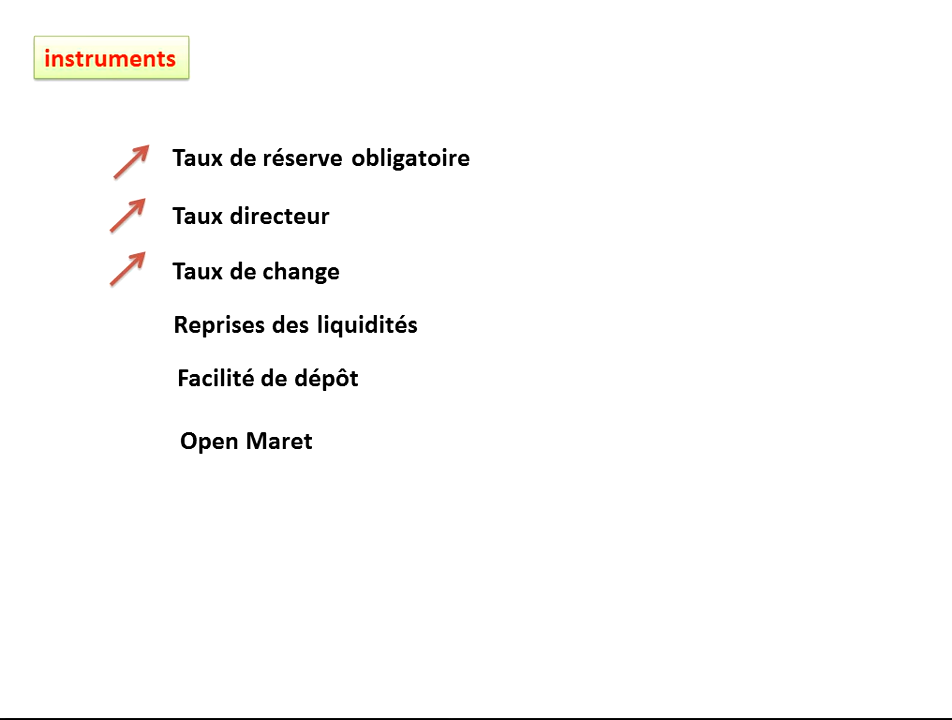 instruments
Taux de réserve obligatoire
Taux directeur
Taux de change
Reprises des liquidités
Facilité de dépôt
Open Maret